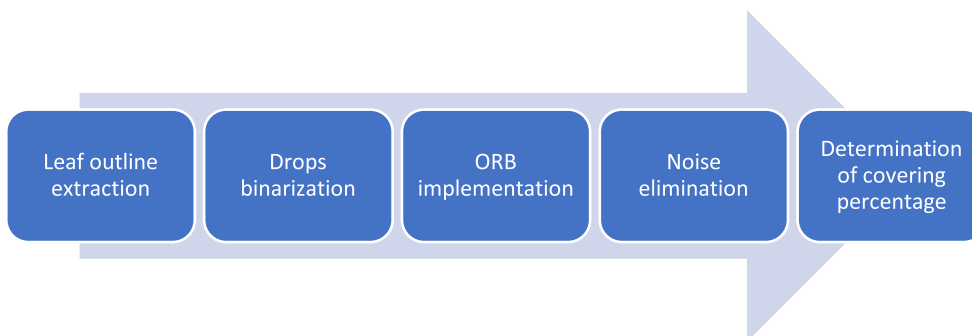 Leaf outline
extraction
Drops
binarization
ORB
implementation
Noise
elimination
Determination
of covering
percentage